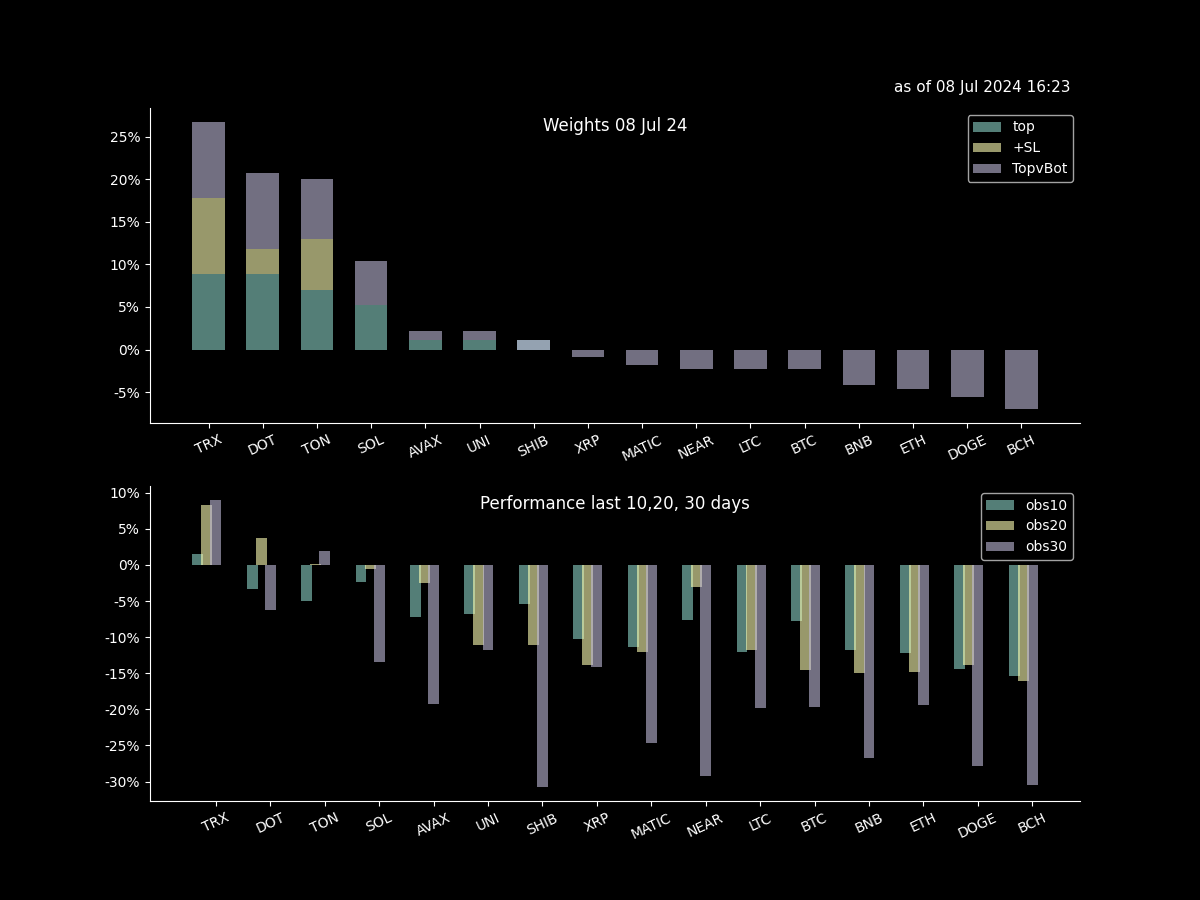 as of 08 Jul 2024 16:23
Weights 08 Jul 24
top
+SL
TopvBot
25%
20%
15%
10%
5%
0%
-5%
TRX DOT TON SOL AVAX UNI SHIB XRP MATIC NEAR LTC BTC BNB ETH DOGE BCH
Performance last 10,20, 30 days
obs10
obs20
obs30
10%
5%
0%
-5%
-10%
-15%
-20%
-25%
-30%
TRX DOT TON SOL AVAX UNI SHIB XRP MATIC NEAR LTC BTC BNB ETH DOGE BCH